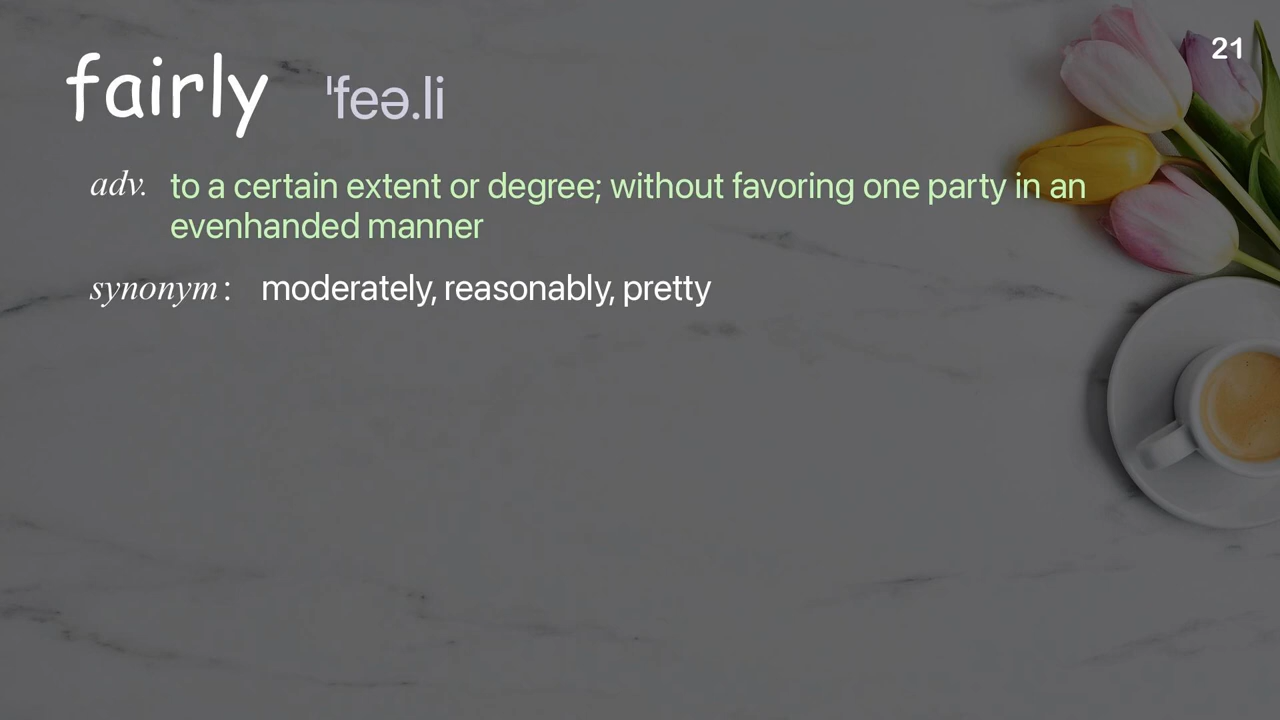 21
fairly ˈfeə.li
adv. to a certain extent or degree; without favoring one party in an
evenhanded manner
synonym : moderately, reasonably, pretty